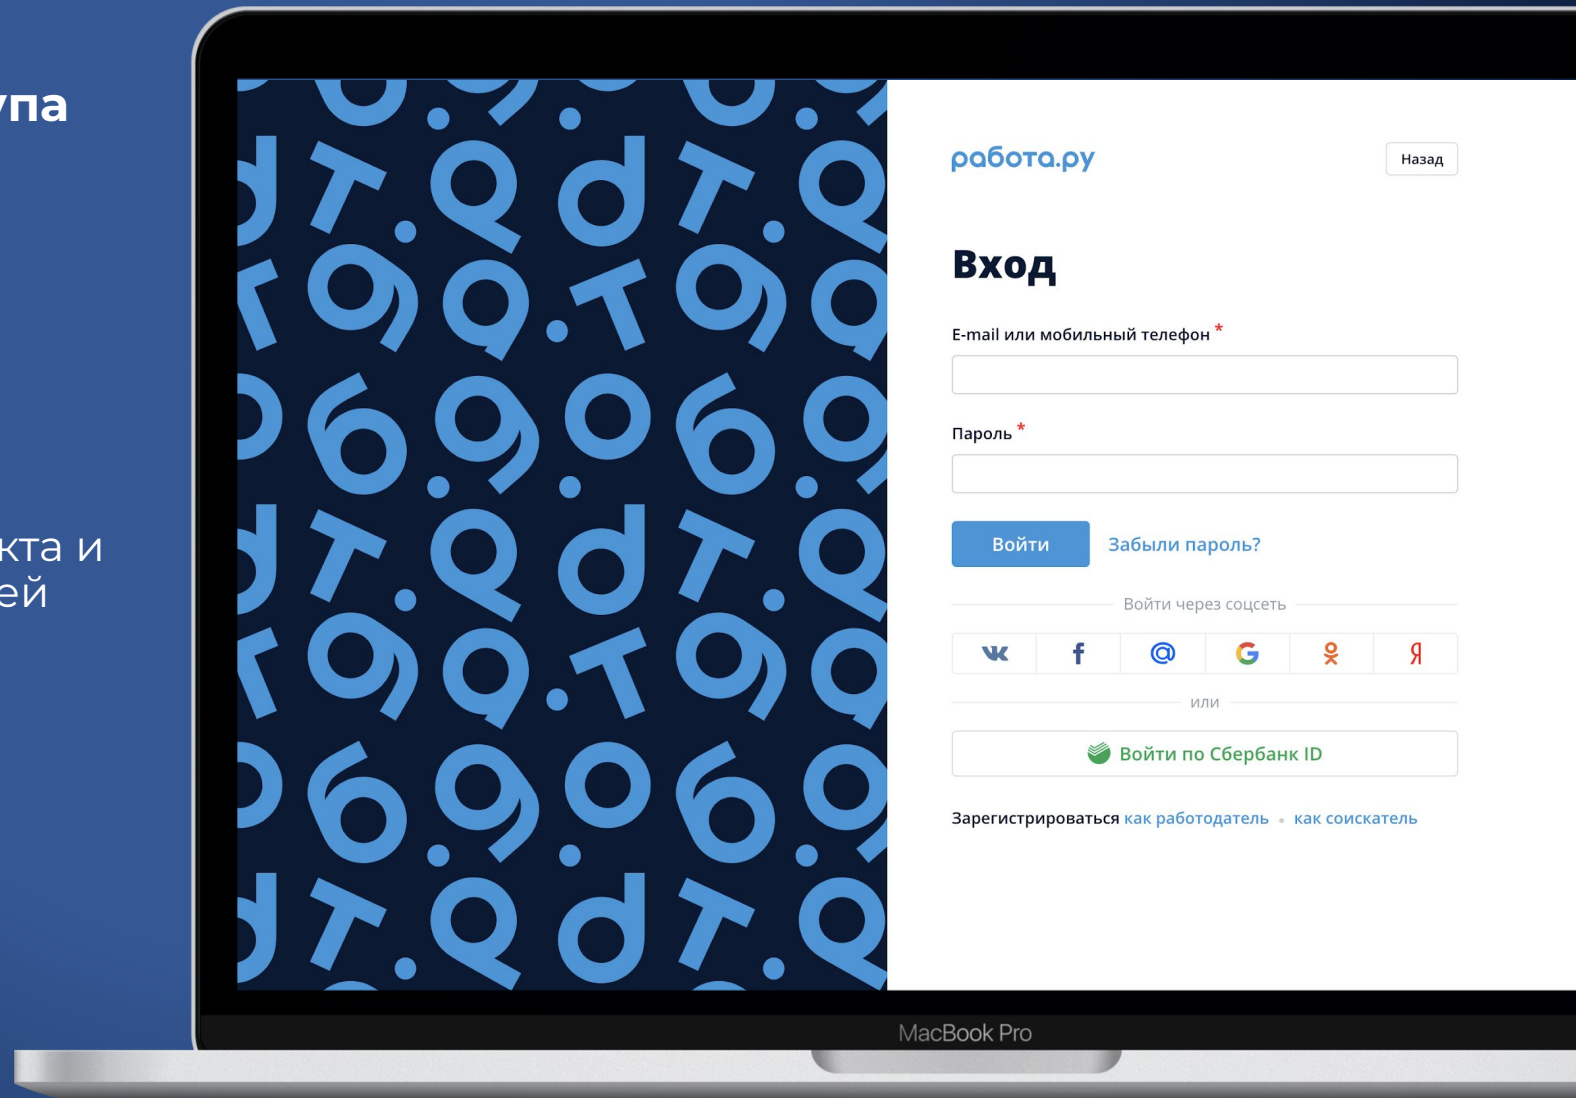 упа
кта и
ей
работа.ру
Назад
Вход
E-mail или мобильный телефон *
Пароль *
Войти
Забыли пароль?
Войти через соцсеть
или
Войти по Сбербанк ID
Зарегистрироваться как работодатель • как соискатель
MacBook Pro